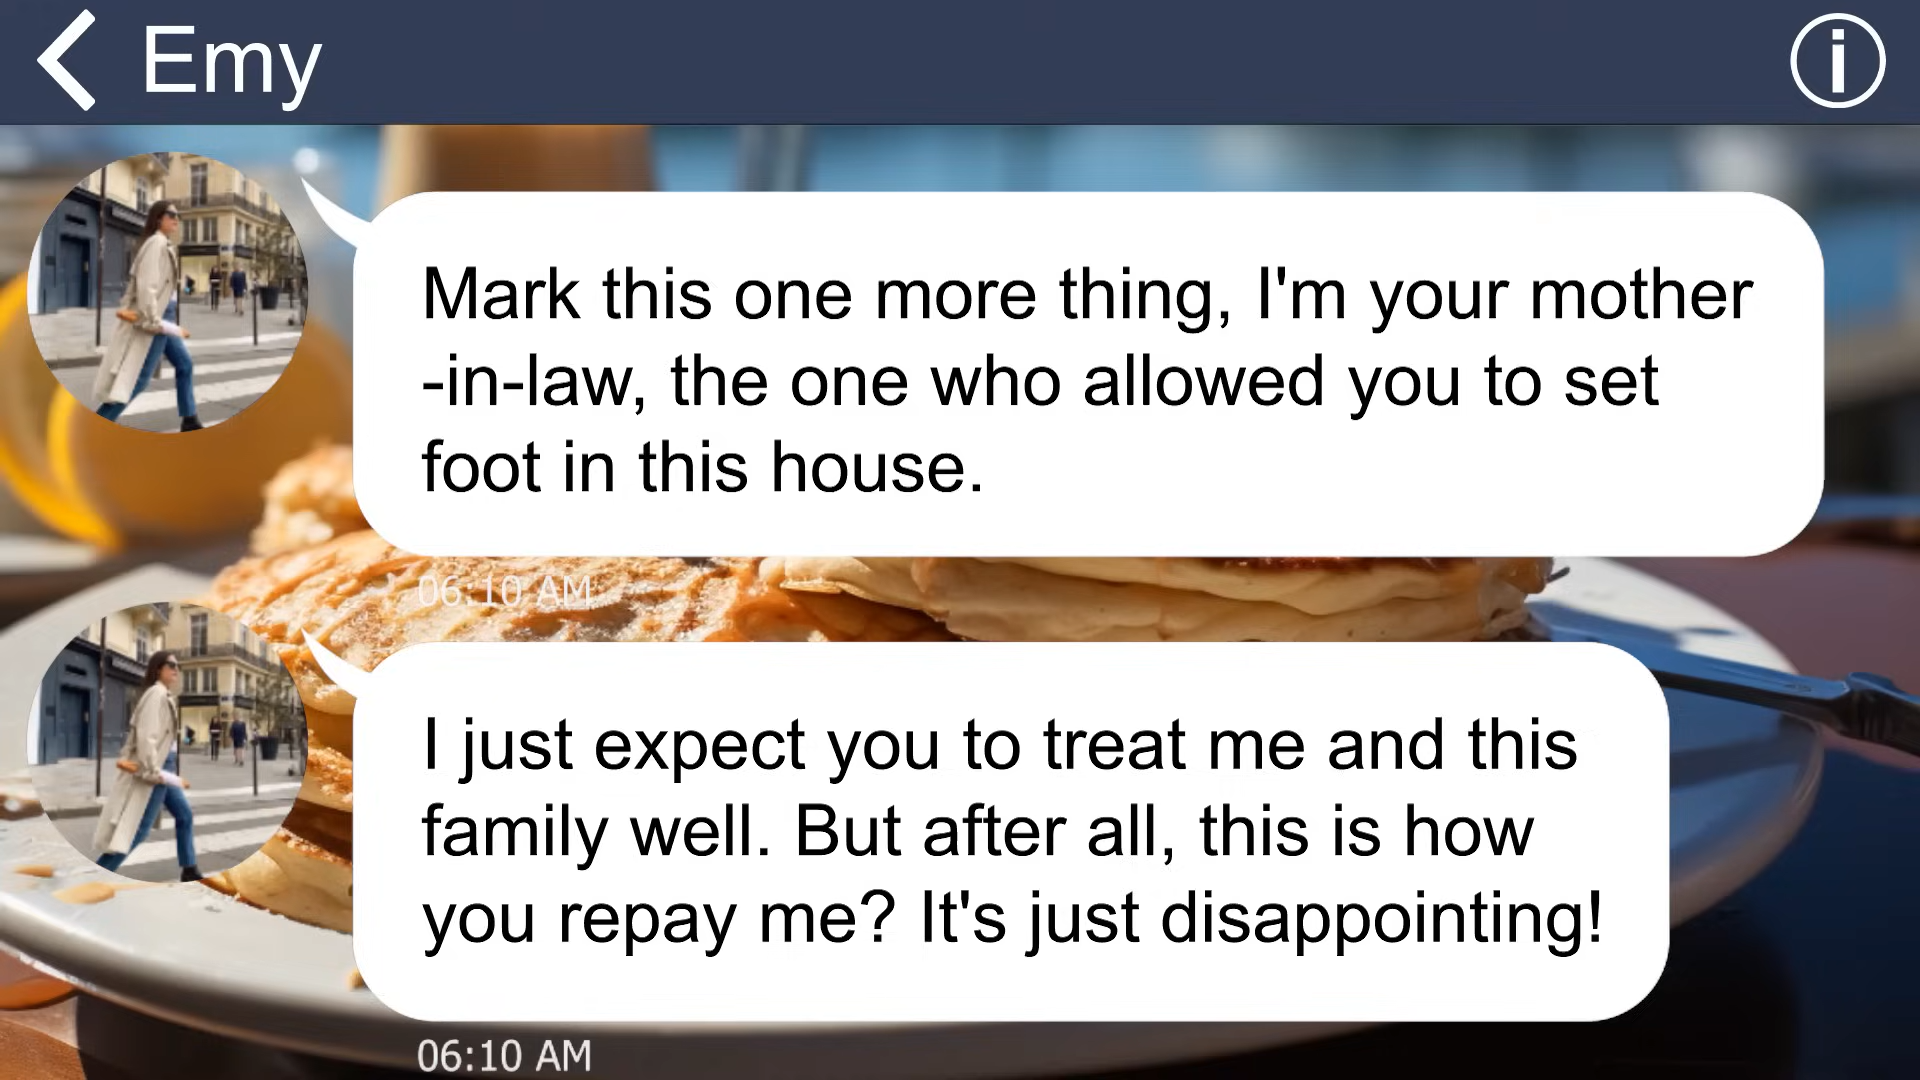 Emy
Mark this one more thing, I'm your mother
-in-law, the one who allowed you to set
foot in this house.
06:10 AM
I just expect you to treat me and this
family well. But after all, this is how
you repay me? It's just disappointing!
06:10 AM